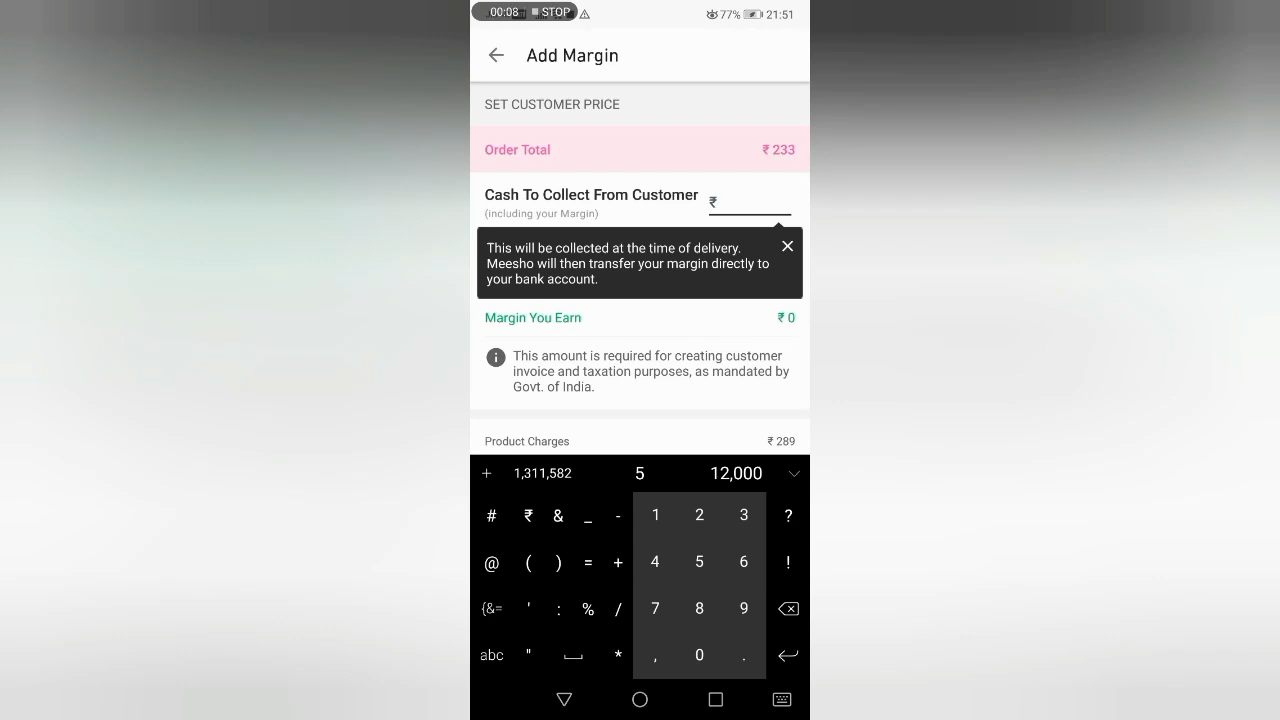 00:08 STOP 77% 21:51
Add Margin
SET CUSTOMER PRICE
Order Total ₹ 233
Cash To Collect From Customer ₹
(including your Margin)
This will be collected at the time of delivery.
Meesho will then transfer your margin directly to
your bank account.
Margin You Earn ₹ 0
This amount is required for creating customer
invoice and taxation purposes, as mandated by
Govt. of India.
Product Charges ₹ 289
+ 1,311,582 5 12,000
# ₹ & _ - 1 2 3 ?
@ ( ) = + 4 5 6 !
{&= ' : % / 7 8 9
abc " * , 0 .